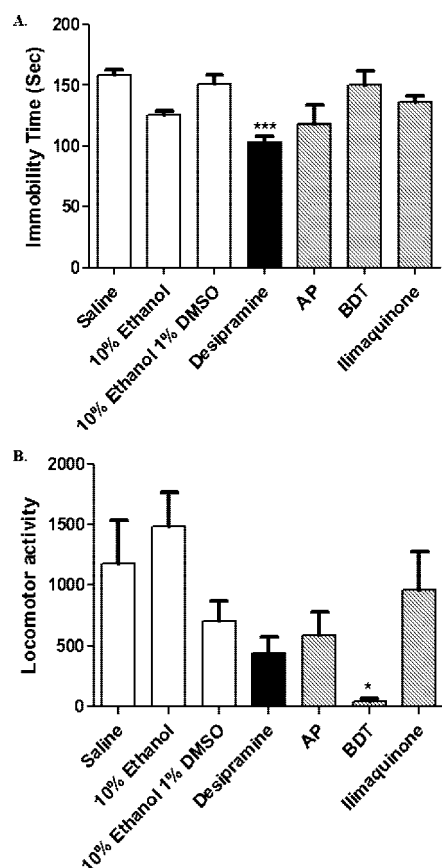 A.
Immobility Time (Sec)
200
150
100
50
0
***
Saline
10% Ethanol
10% Ethanol 1% DMSO
Desipramine
AP
BDT
Ilimaquinone
B.
Locomotor activity
2000
1500
1000
500
0
*
Saline
10% Ethanol
10% Ethanol 1% DMSO
Desipramine
AP
BDT
Ilimaquinone